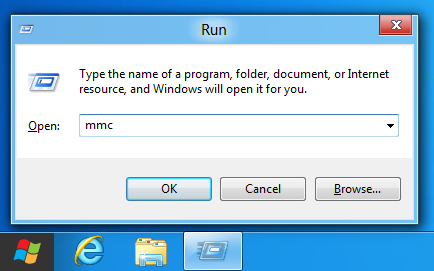 Run
Type the name of a program, folder, document, or Internet
resource, and Windows will open it for you.
Open: mmc
OK Cancel Browse...